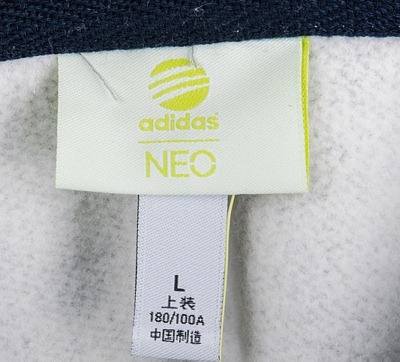 adidas
NEO
L
上装
180/100A
中国制造